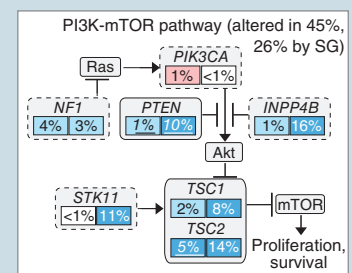 PI3K-mTOR pathway (altered in 45%,
26% by SG)
PIK3CA
Ras
1% <1%
NF1
PTEN
INPP4B
4% 3%
1% 10%
1% 16%
Akt
STK11
TSC1
<1% 11%
2% 8%
mTOR
TSC2
5% 14%
Proliferation,
survival